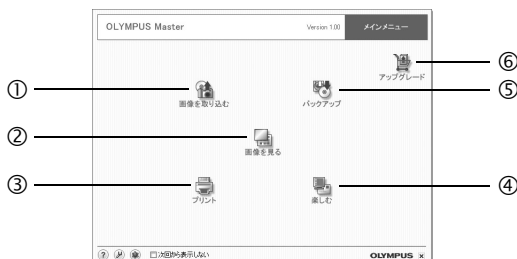 OLYMPUS Master Version 1.00 メインメニュー
⑥
アップグレード
① 画像を取り込む バックアップ ⑤
② 画像を見る
③ プリント 楽しむ ④
? 次回から表示しない OLYMPUS ×